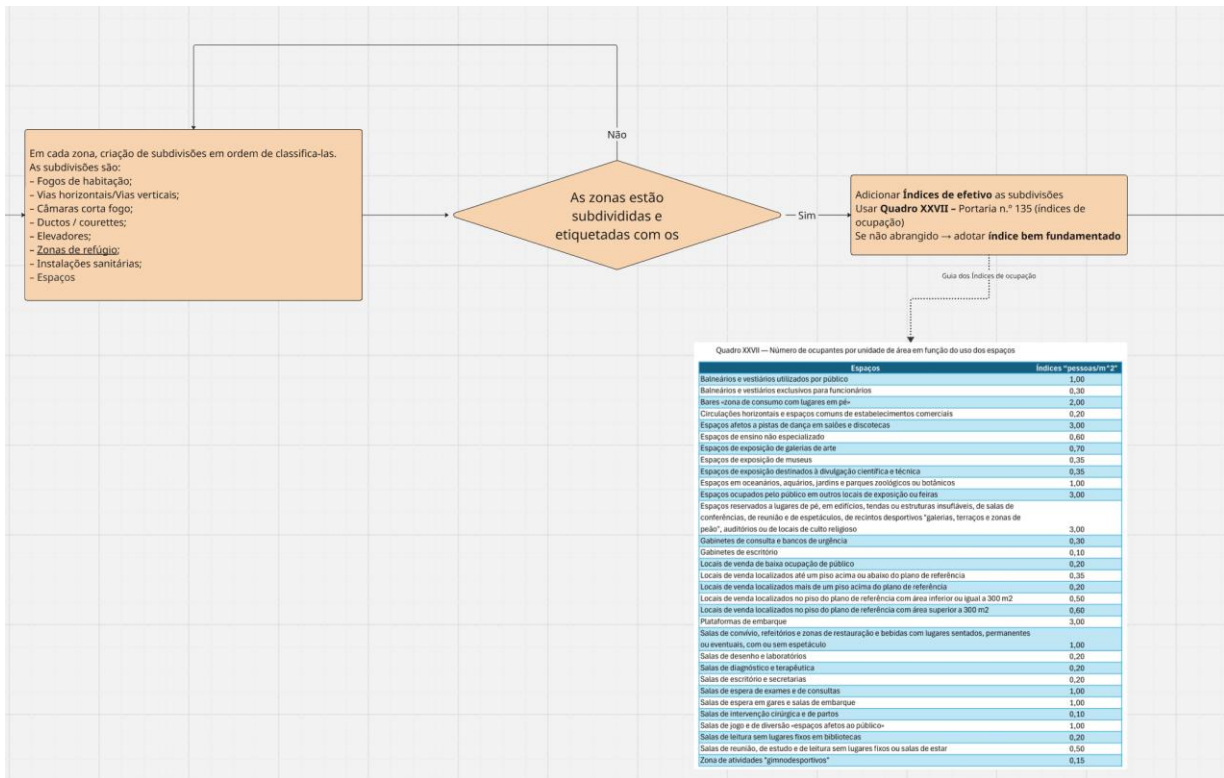 Não
Em cada zona, criação de subdivisões em ordem de classifica-las.
As subdivisões são:
– Fogos de habitação;
– Vias horizontais/Vias verticais;
– Câmaras corta fogo;
– Ductos / courettes;
– Elevadores;
– Zonas de refúgio;
– Instalações sanitárias;
– Espaços
As zonas estão
subdivididas e
etiquetadas com os
Sim
Adicionar Índices de efetivo as subdivisões
Usar Quadro XXVII – Portaria n.º 135 (índices de
ocupação)
Se não abrangido → adotar índice bem fundamentado
Guia dos Índices de ocupação
Quadro XXVII — Número de ocupantes por unidade de área em função do uso dos espaços
Espaços Índices "pessoas/m^2"
Balneários e vestiários utilizados por público 1,00
Balneários e vestiários exclusivos para funcionários 0,30
Bares «zona de consumo com lugares em pé» 2,00
Circulações horizontais e espaços comuns de estabelecimentos comerciais 0,20
Espaços afetos a pistas de dança em salões e discotecas 3,00
Espaços de ensino não especializado 0,60
Espaços de exposição de galerias de arte 0,70
Espaços de exposição de museus 0,35
Espaços de exposição destinados à divulgação científica e técnica 0,35
Espaços em oceanários, aquários, jardins e parques zoológicos ou botânicos 1,00
Espaços ocupados pelo público em outros locais de exposição ou feiras 3,00
Espaços reservados a lugares de pé, em edifícios, tendas ou estruturas insufláveis, de salas de
conferências, de reunião e de espetáculos, de recintos desportivos "galerias, terraços e zonas de
peão", auditórios ou de locais de culto religioso 3,00
Gabinetes de consulta e bancos de urgência 0,30
Gabinetes de escritório 0,10
Locais de venda de baixa ocupação de público 0,20
Locais de venda localizados até um piso acima ou abaixo do plano de referência 0,35
Locais de venda localizados mais de um piso acima do plano de referência 0,20
Locais de venda localizados no piso do plano de referência com área inferior ou igual a 300 m2 0,50
Locais de venda localizados no piso do plano de referência com área superior a 300 m2 0,60
Plataformas de embarque 3,00
Salas de convívio, refeitórios e zonas de restauração e bebidas com lugares sentados, permanentes
ou eventuais, com ou sem espetáculo 1,00
Salas de desenho e laboratórios 0,20
Salas de diagnóstico e terapêutica 0,20
Salas de escritório e secretarias 0,20
Salas de espera de exames e de consultas 1,00
Salas de espera em gares e salas de embarque 1,00
Salas de intervenção cirúrgica e de partos 0,10
Salas de jogo e de diversão «espaços afetos ao público» 1,00
Salas de leitura sem lugares fixos em bibliotecas 0,20
Salas de reunião, de estudo e de leitura sem lugares fixos ou salas de estar 0,50
Zona de atividades "gimnodesportivos" 0,15